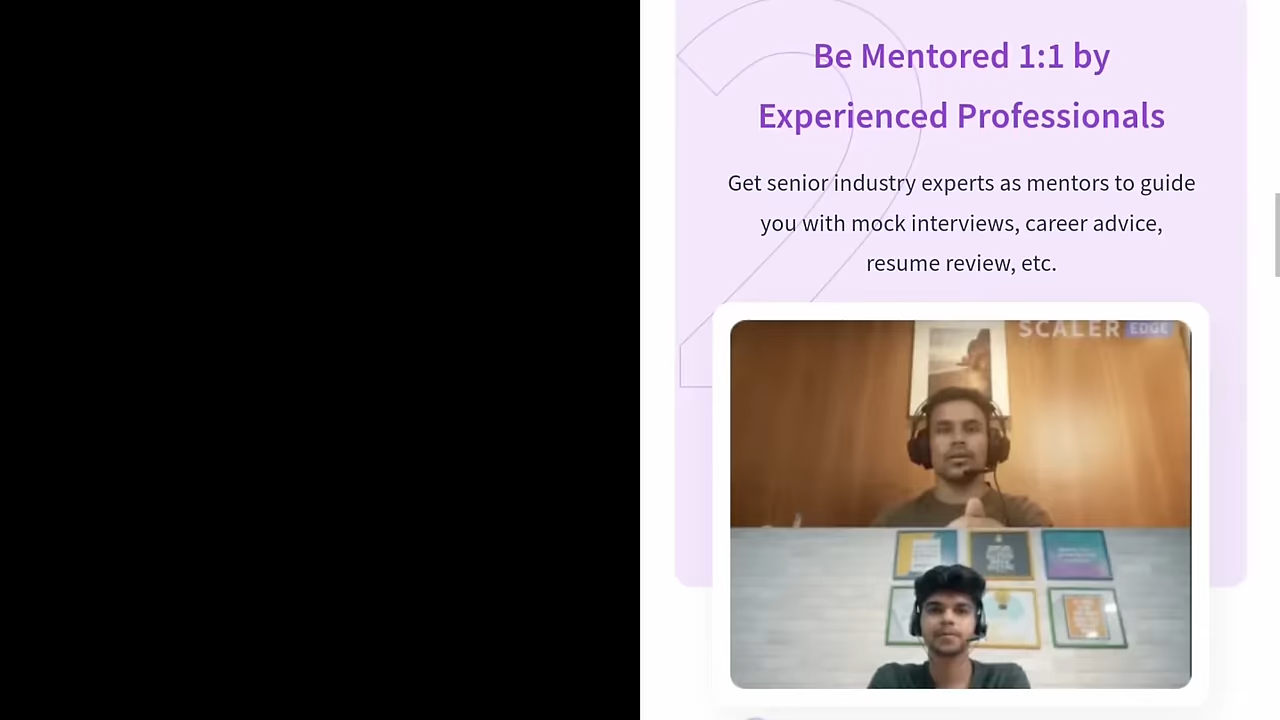 Be Mentored 1:1 by
Experienced Professionals
Get senior industry experts as mentors to guide
you with mock interviews, career advice,
resume review, etc.
SCALER EDGE